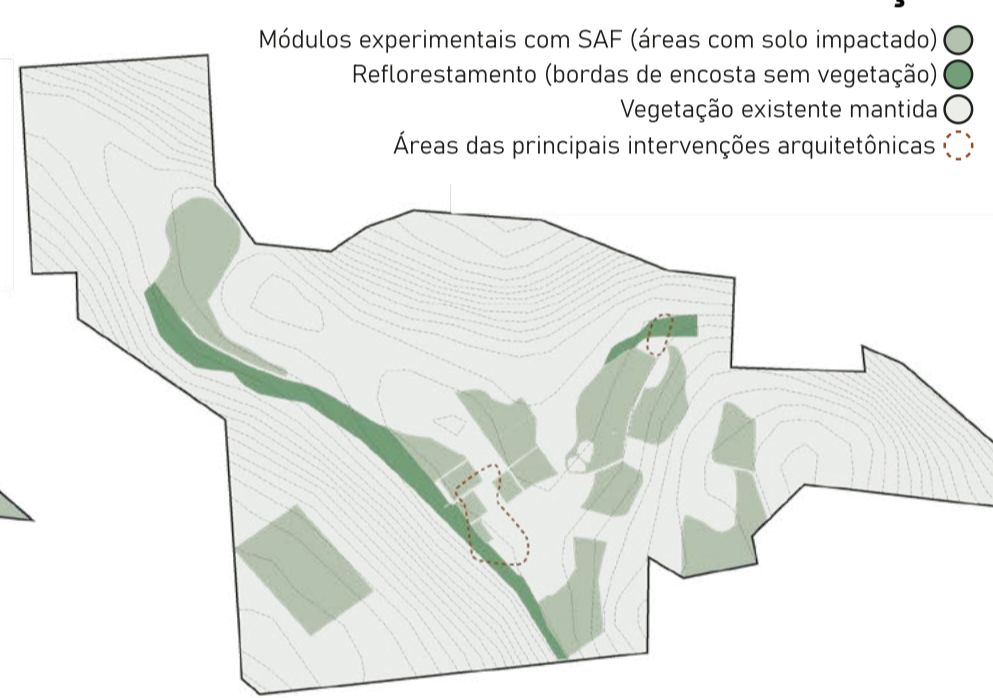 Módulos experimentais com SAF (áreas com solo impactado)
Reflorestamento (bordas de encosta sem vegetação)
Vegetação existente mantida
Áreas das principais intervenções arquitetônicas